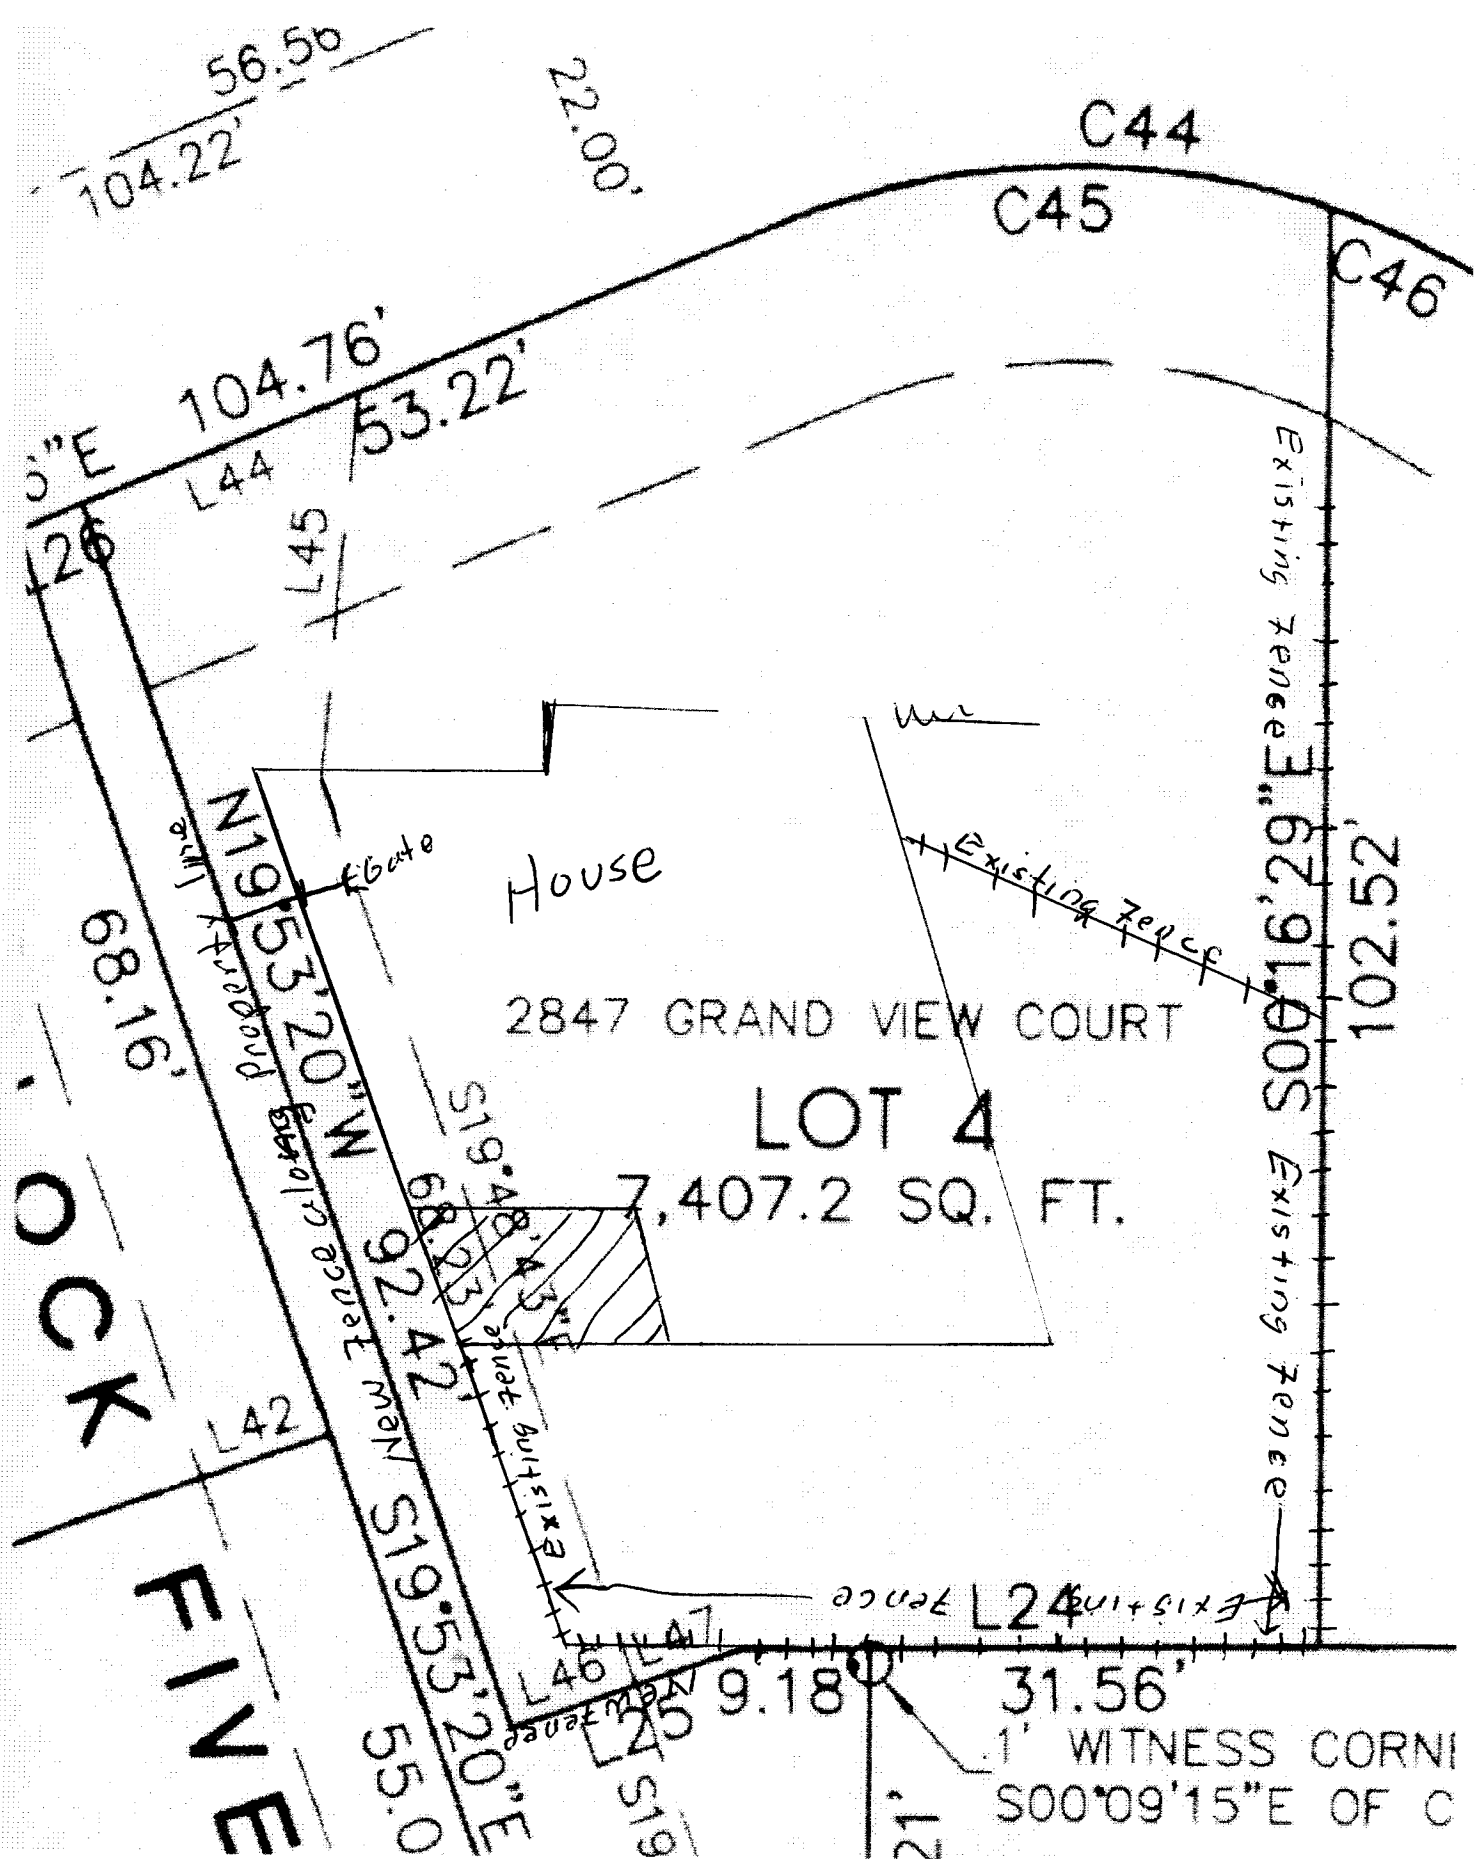 56.56
104.22'
22.00'
C44
C45
C46
104.76'
53.22'
"E
L44
L26
L45
Existing Fence
N19°53'20"W
92.42'
Gate
House
Existing Fence
S00°16'29"E
102.52'
68.16'
2847 GRAND VIEW COURT
LOT 4
7,407.2 SQ. FT.
S19°48'43"E
68.23'
New Fence along
property line
Existing Fence
Existing Fence
OCK
L42
FIVE
S19°53'20"E
55.0
Existing Fence
L24
L46
L47
New Fence
L25
9.18'
31.56'
1' WITNESS CORN
S00°09'15"E OF C
S19
21'